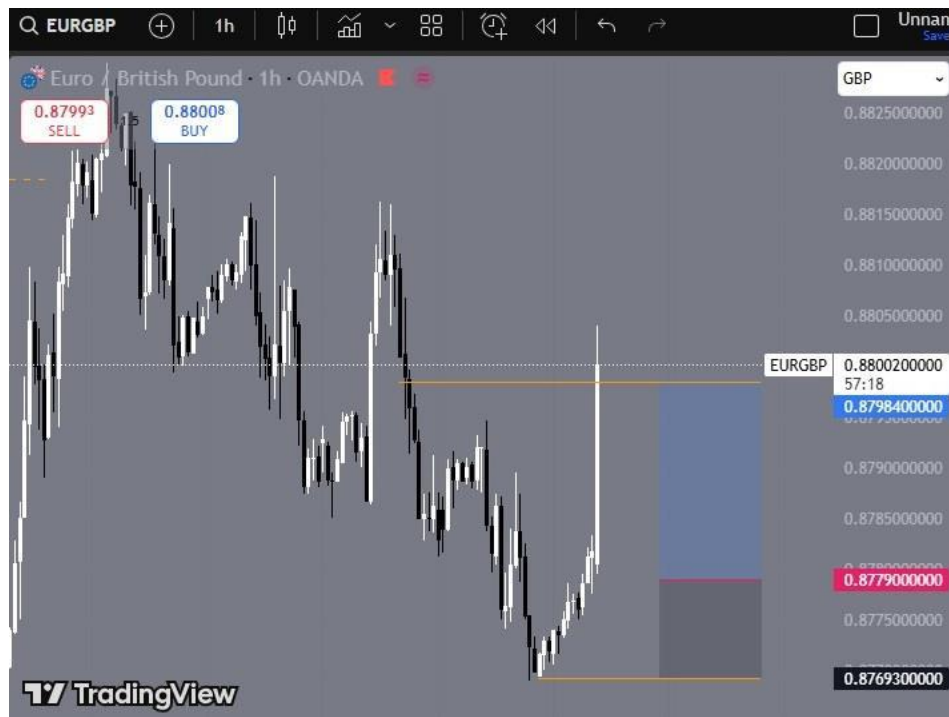 EURGBP 1h
Unnam
Save
Euro / British Pound · 1h · OANDA
GBP
0.87993
SELL
0.88008
BUY
0.8825000000
0.8820000000
0.8815000000
0.8810000000
0.8805000000
EURGBP 0.8800200000
57:18
0.8798400000
0.8790000000
0.8785000000
0.8779000000
0.8775000000
0.8769300000
TradingView